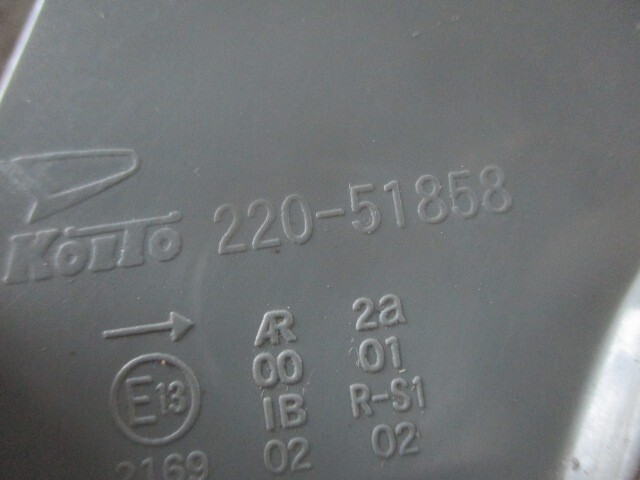 KOITO 220-51858
→ AR 2a
00 01
E13 IB R-S1
2169 02 02